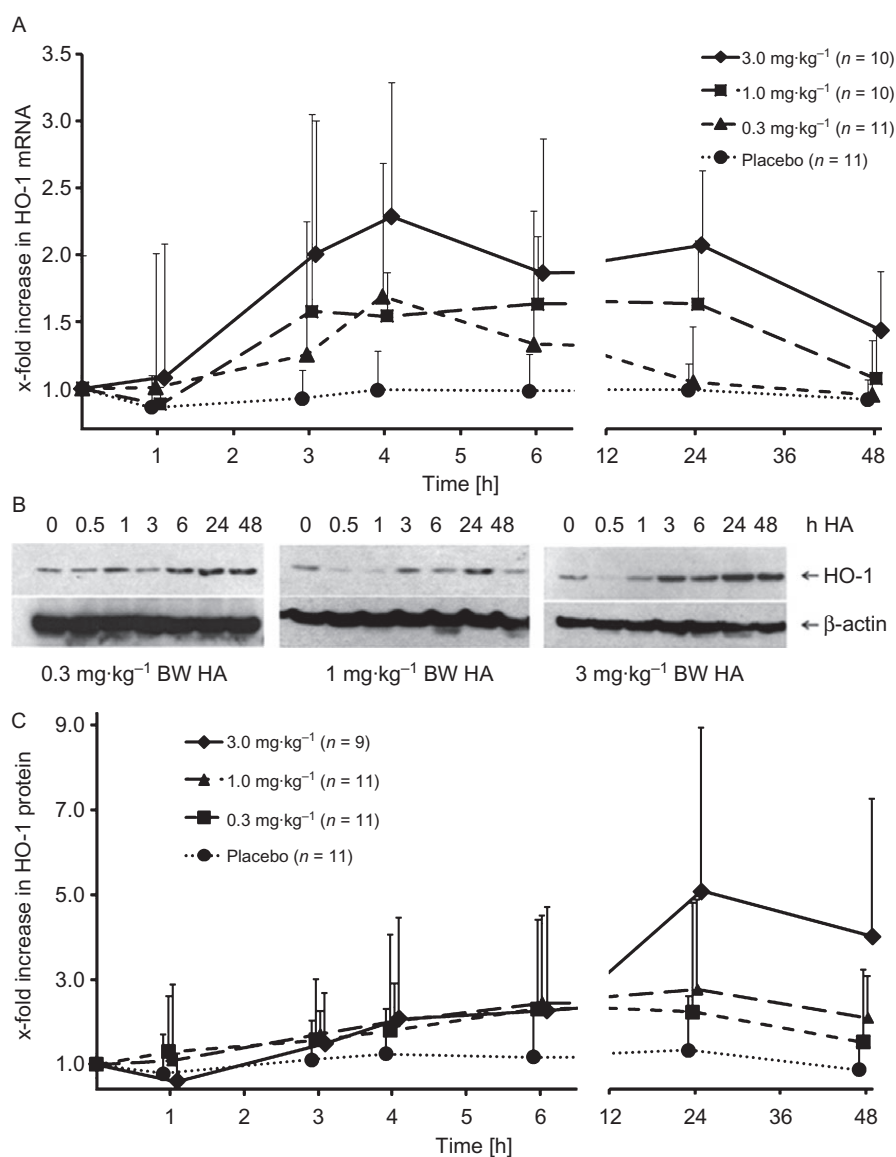 A
x-fold increase in HO-1 mRNA
3.5
3.0
2.5
2.0
1.5
1.0
3.0 mg·kg⁻¹ (n = 10)
1.0 mg·kg⁻¹ (n = 10)
0.3 mg·kg⁻¹ (n = 11)
Placebo (n = 11)
1 2 3 4 5 6 12 24 36 48
Time [h]
B
0 0.5 1 3 6 24 48 0 0.5 1 3 6 24 48 0 0.5 1 3 6 24 48 h HA
←HO-1
←β-actin
0.3 mg·kg⁻¹ BW HA 1 mg·kg⁻¹ BW HA 3 mg·kg⁻¹ BW HA
C
x-fold increase in HO-1 protein
9.0
7.0
5.0
3.0
1.0
3.0 mg·kg⁻¹ (n = 9)
1.0 mg·kg⁻¹ (n = 11)
0.3 mg·kg⁻¹ (n = 11)
Placebo (n = 11)
1 2 3 4 5 6 12 24 36 48
Time [h]